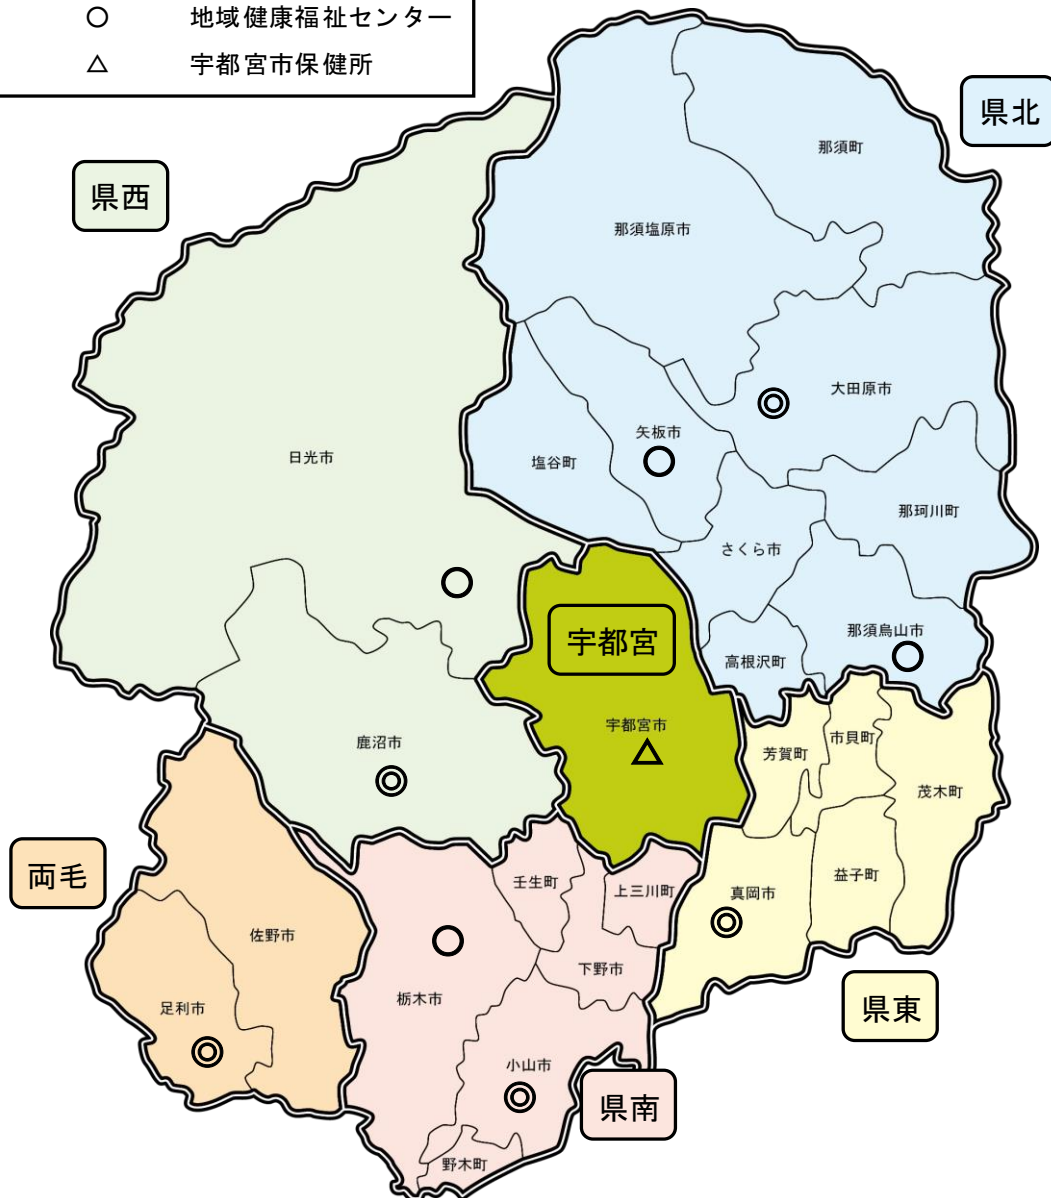 ○ 地域健康福祉センター
△ 宇都宮市保健所
県北
那須町
県西
那須塩原市
大田原市
矢板市
日光市
塩谷町
那珂川町
さくら市
宇都宮
那須烏山市
高根沢町
宇都宮市
鹿沼市
市貝町
芳賀町
茂木町
両毛
壬生町
上三川町
真岡市
益子町
佐野市
下野市
栃木市
足利市
県東
小山市
県南
野木町